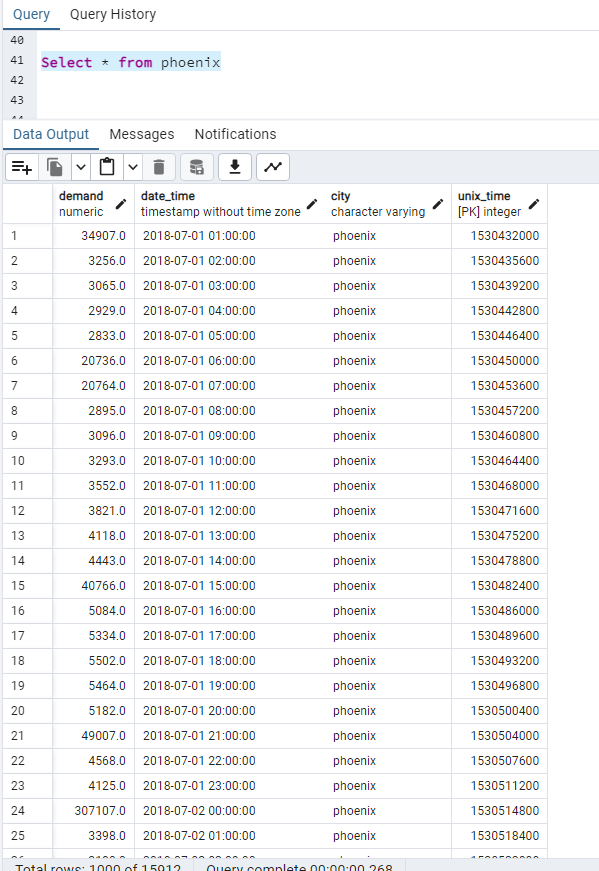 Query Query History
40
41 Select * from phoenix
42
43
Data Output Messages Notifications
demand date_time city unix_time
numeric timestamp without time zone character varying [PK] integer
1 34907.0 2018-07-01 01:00:00 phoenix 1530432000
2 3256.0 2018-07-01 02:00:00 phoenix 1530435600
3 3065.0 2018-07-01 03:00:00 phoenix 1530439200
4 2929.0 2018-07-01 04:00:00 phoenix 1530442800
5 2833.0 2018-07-01 05:00:00 phoenix 1530446400
6 20736.0 2018-07-01 06:00:00 phoenix 1530450000
7 20764.0 2018-07-01 07:00:00 phoenix 1530453600
8 2895.0 2018-07-01 08:00:00 phoenix 1530457200
9 3096.0 2018-07-01 09:00:00 phoenix 1530460800
10 3293.0 2018-07-01 10:00:00 phoenix 1530464400
11 3552.0 2018-07-01 11:00:00 phoenix 1530468000
12 3821.0 2018-07-01 12:00:00 phoenix 1530471600
13 4118.0 2018-07-01 13:00:00 phoenix 1530475200
14 4443.0 2018-07-01 14:00:00 phoenix 1530478800
15 40766.0 2018-07-01 15:00:00 phoenix 1530482400
16 5084.0 2018-07-01 16:00:00 phoenix 1530486000
17 5334.0 2018-07-01 17:00:00 phoenix 1530489600
18 5502.0 2018-07-01 18:00:00 phoenix 1530493200
19 5464.0 2018-07-01 19:00:00 phoenix 1530496800
20 5182.0 2018-07-01 20:00:00 phoenix 1530500400
21 49007.0 2018-07-01 21:00:00 phoenix 1530504000
22 4568.0 2018-07-01 22:00:00 phoenix 1530507600
23 4125.0 2018-07-01 23:00:00 phoenix 1530511200
24 307107.0 2018-07-02 00:00:00 phoenix 1530514800
25 3398.0 2018-07-02 01:00:00 phoenix 1530518400
Total rows: 1000 of 15912 Query complete 00:00:00.268